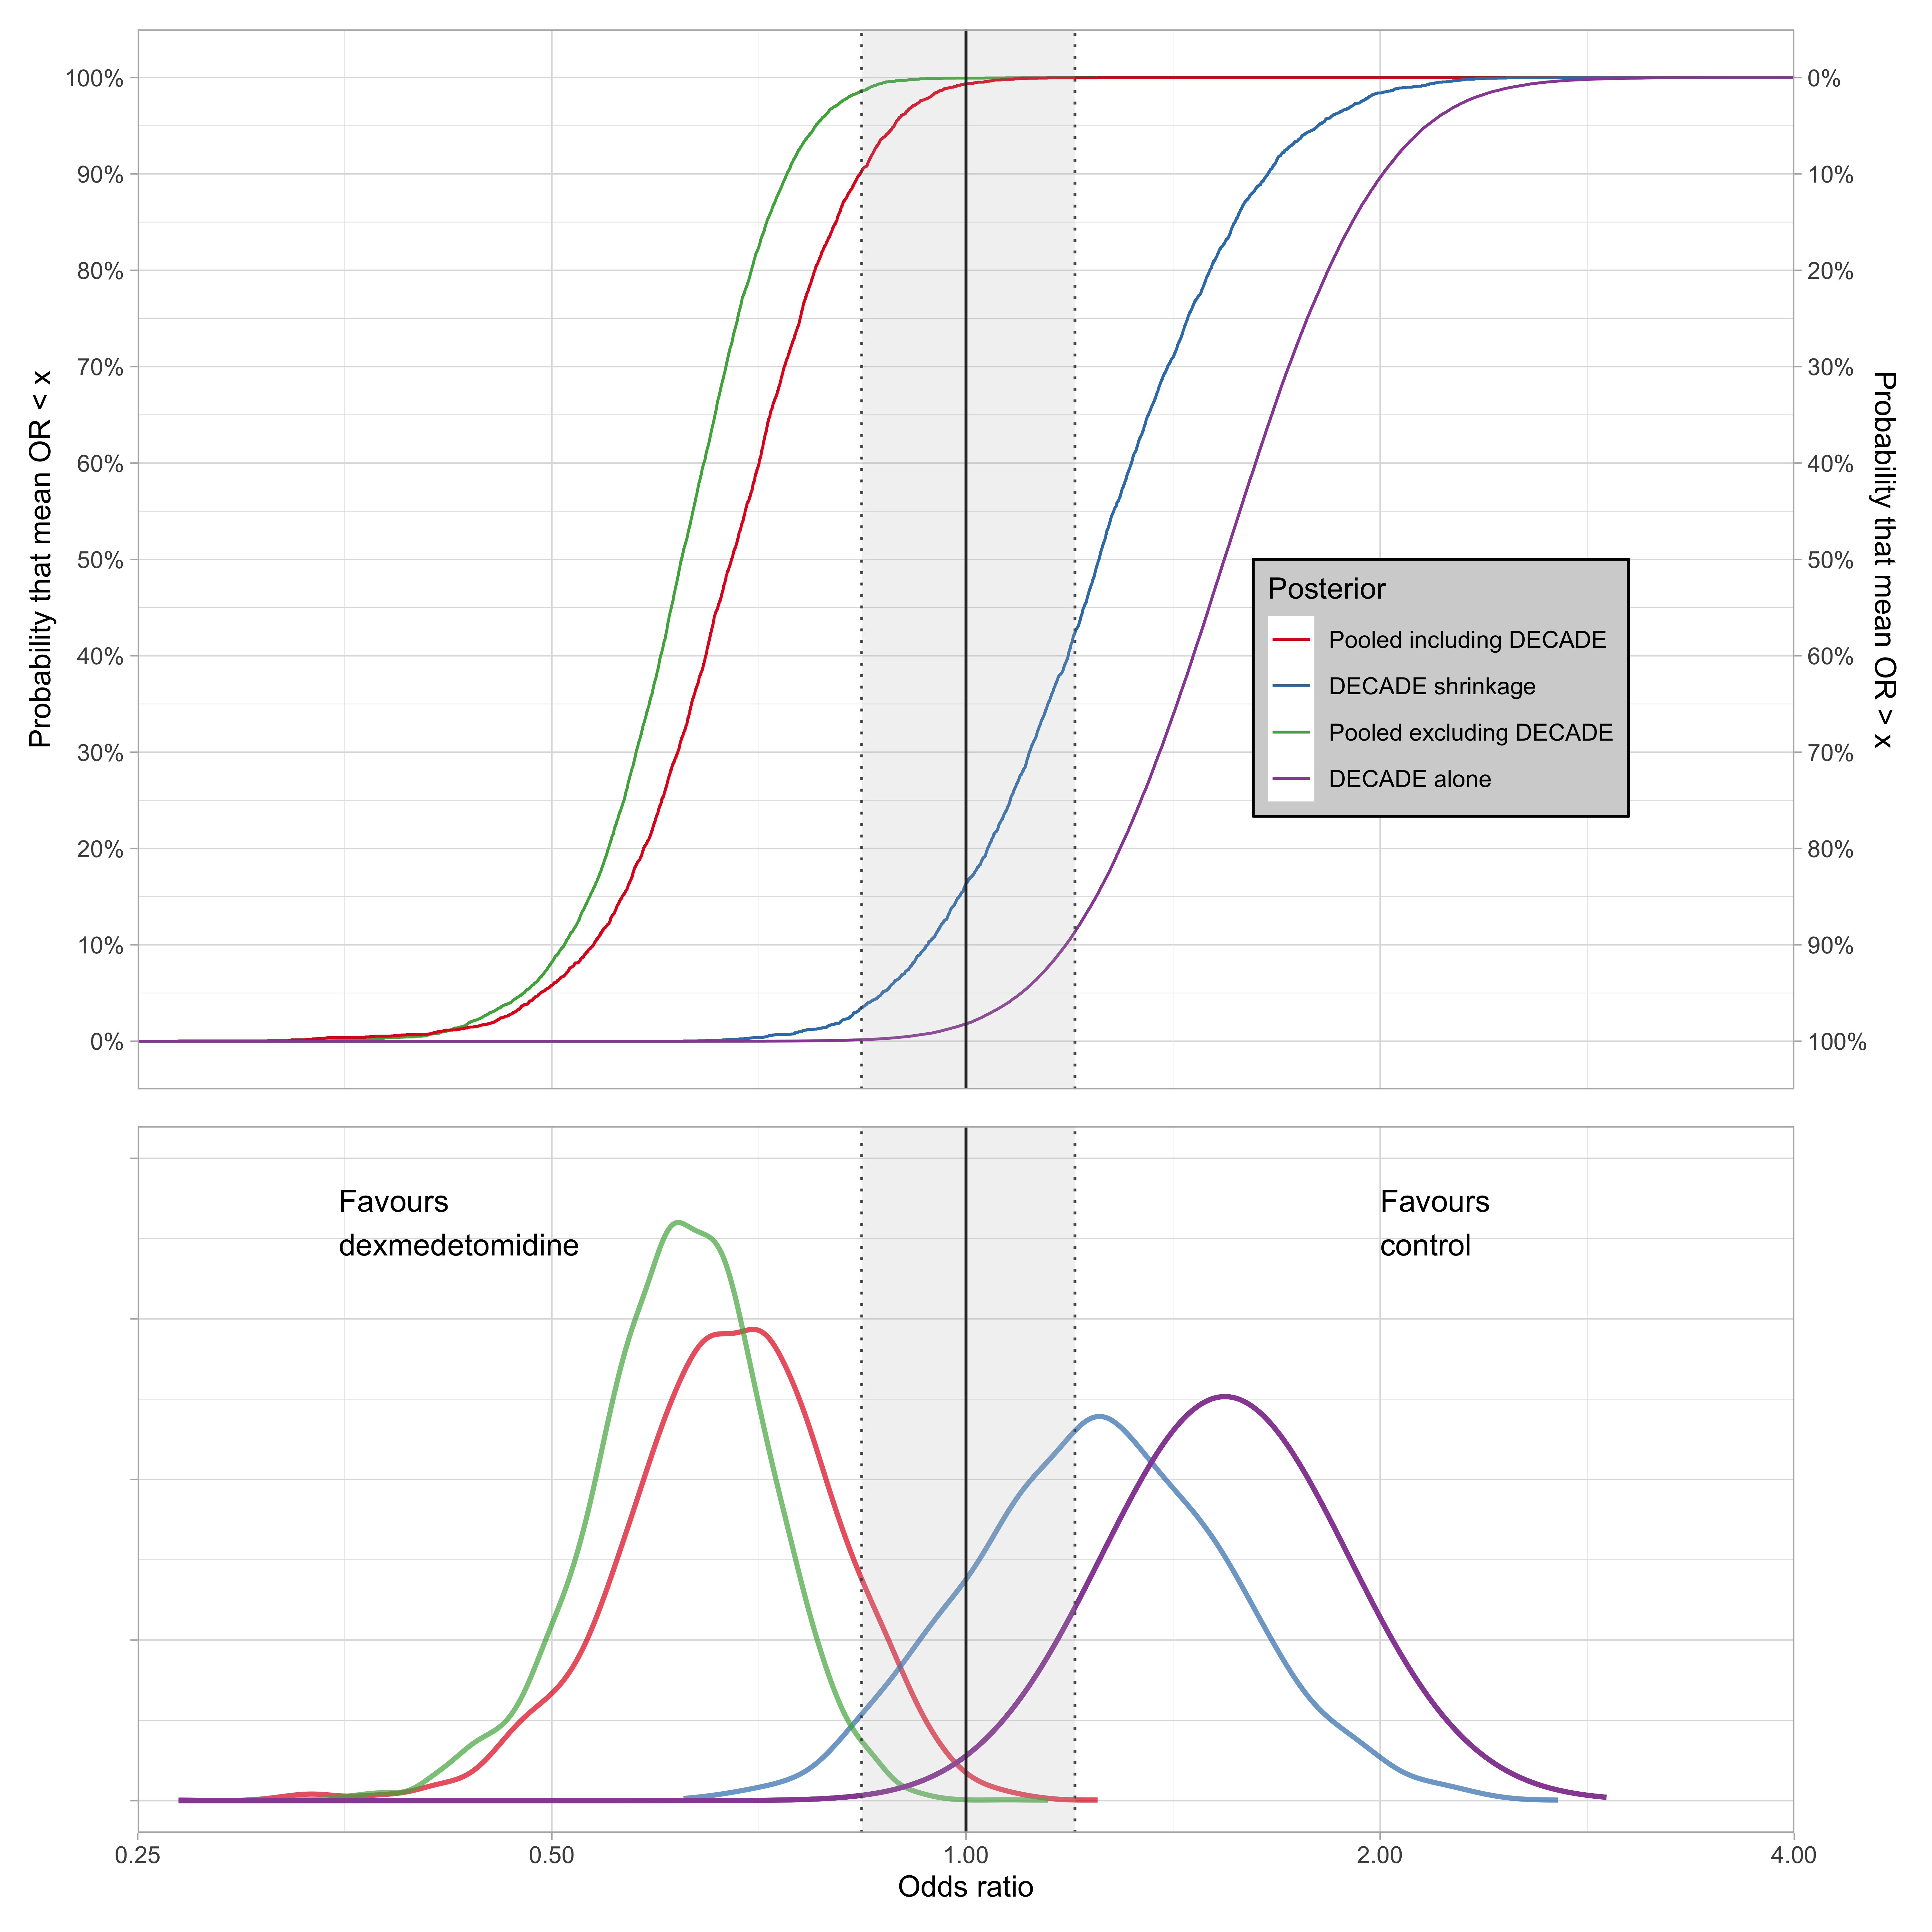 100%
90%
80%
70%
60%
50%
40%
30%
20%
10%
0%
Probability that mean OR < x
0%
10%
20%
30%
40%
50%
60%
70%
80%
90%
100%
Probability that mean OR > x
Posterior
Pooled including DECADE
DECADE shrinkage
Pooled excluding DECADE
DECADE alone
Favours
dexmedetomidine
Favours
control
0.25
0.50
1.00
2.00
4.00
Odds ratio